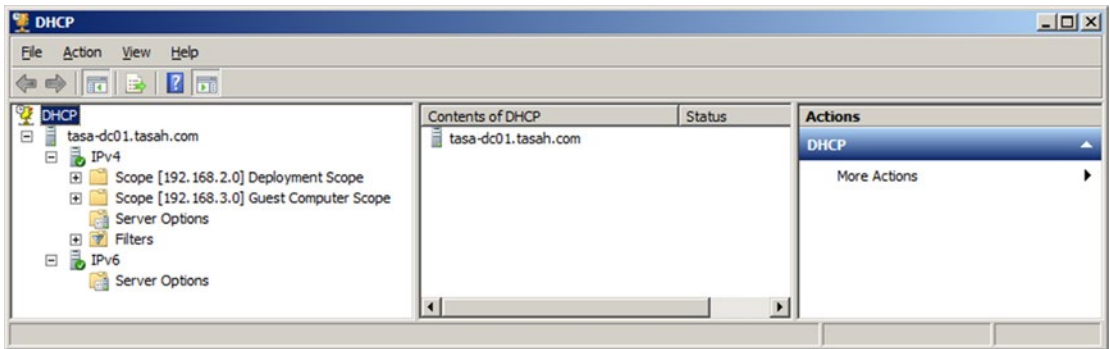 DHCP
File Action View Help
DHCP
tasa-dc01.tasah.com
IPv4
Scope [192.168.2.0] Deployment Scope
Scope [192.168.3.0] Guest Computer Scope
Server Options
Filters
IPv6
Server Options
Contents of DHCP Status
tasa-dc01.tasah.com
Actions
DHCP
More Actions